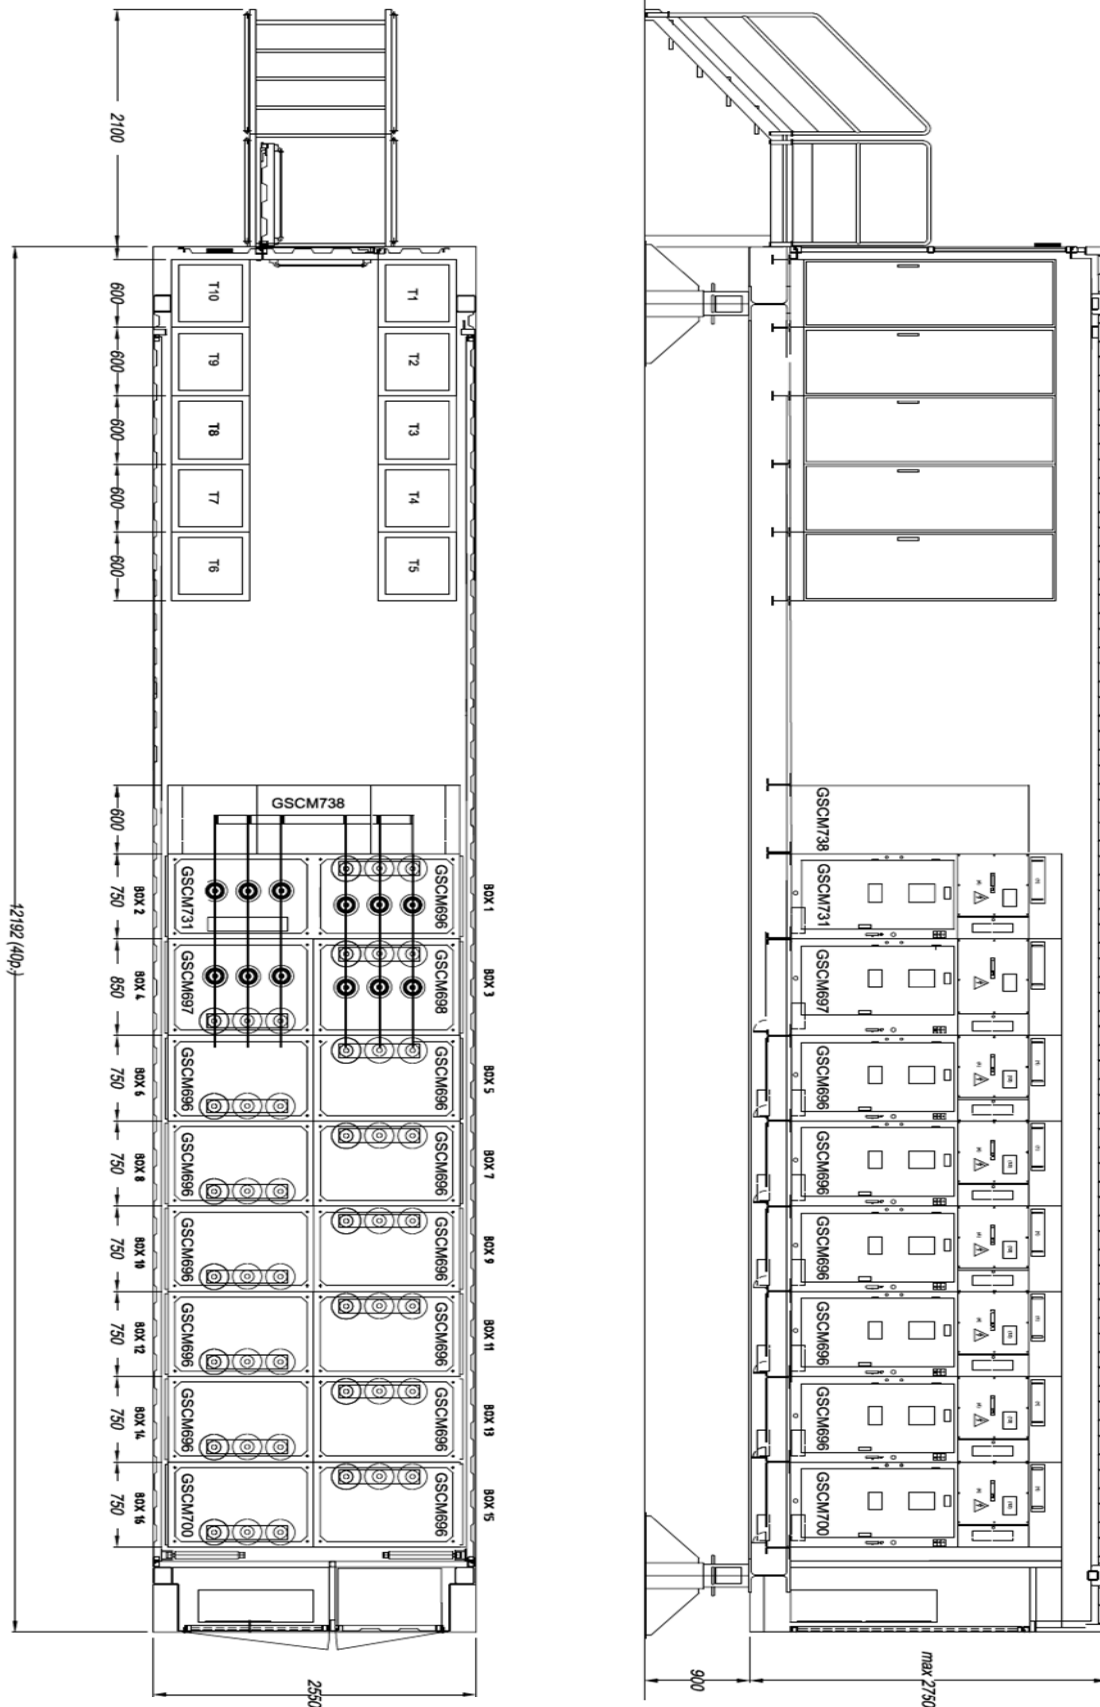 2100
12192 (40p.)
600
600
600
600
600
T10
T9
T8
T7
T6
T1
T2
T3
T4
T5
GSCM738
600
750
850
750
750
750
750
750
750
BOX 2
BOX 4
BOX 6
BOX 8
BOX 10
BOX 12
BOX 14
BOX 16
GSCM731
GSCM697
GSCM696
GSCM696
GSCM696
GSCM696
GSCM696
GSCM700
GSCM696
GSCM698
GSCM696
GSCM696
GSCM696
GSCM696
GSCM696
GSCM696
BOX 1
BOX 3
BOX 5
BOX 7
BOX 9
BOX 11
BOX 13
BOX 15
2550
GSCM738
GSCM731
GSCM697
GSCM696
GSCM696
GSCM696
GSCM696
GSCM696
GSCM700
900
max 2750